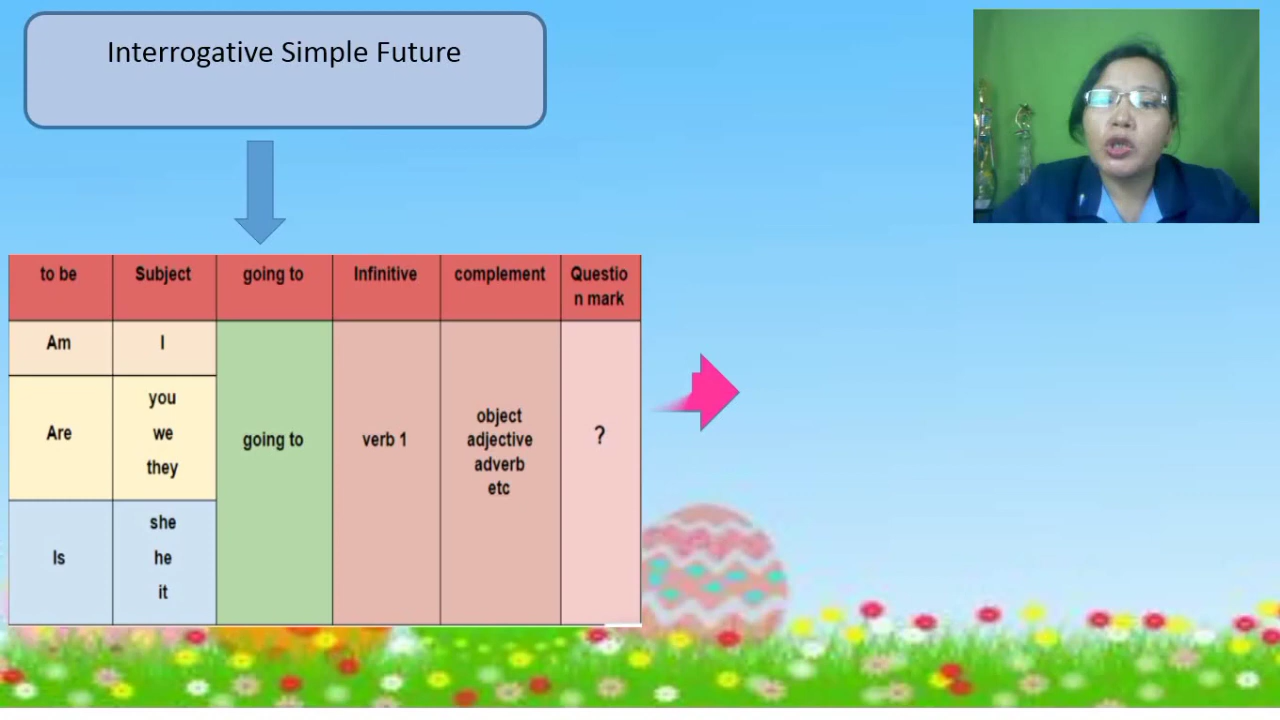 Interrogative Simple Future
to be Subject going to Infinitive complement Questio
n mark
Am I
Are
you
we
they
going to
verb 1
object
adjective
adverb
etc
?
Is
she
he
it